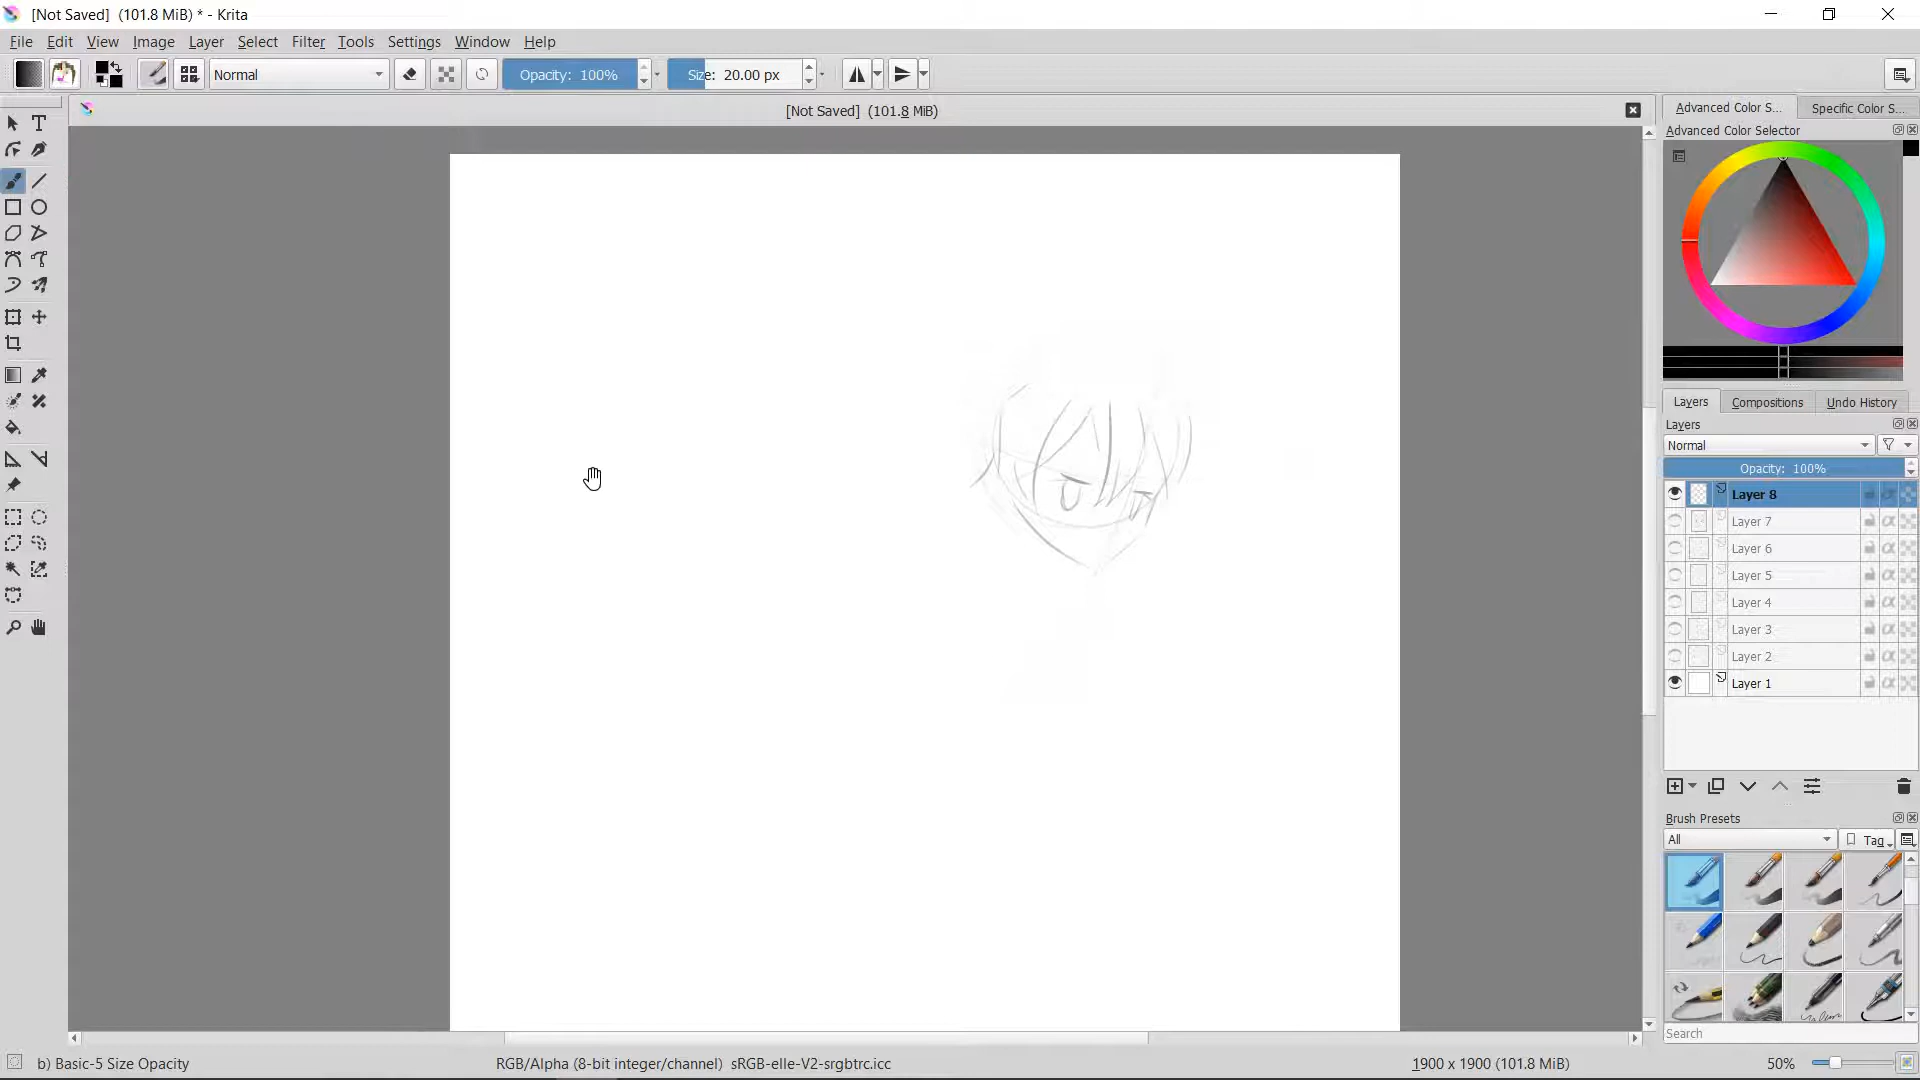 [Not Saved]  (101.8 MiB) * - Krita
File Edit View Image Layer Select Filter Tools Settings Window Help
Normal
Opacity: 100%
Size: 20.00 px
[Not Saved]  (101.8 MiB)
Advanced Color S...
Specific Color S...
Advanced Color Selector
Layers
Compositions
Undo History
Layers
Normal
Opacity: 100%
Layer 8
Layer 7
Layer 6
Layer 5
Layer 4
Layer 3
Layer 2
Layer 1
Brush Presets
All
Tag
Search
b) Basic-5 Size Opacity
RGB/Alpha (8-bit integer/channel)  sRGB-elle-V2-srgbtrc.icc
1900 x 1900 (101.8 MiB)
50%